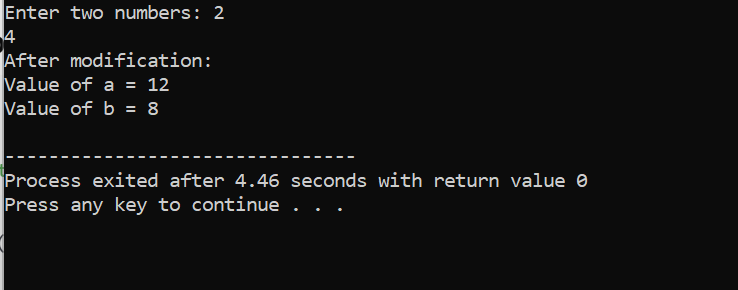 Enter two numbers: 2
4
After modification:
Value of a = 12
Value of b = 8
--------------------------------
Process exited after 4.46 seconds with return value 0
Press any key to continue . . .